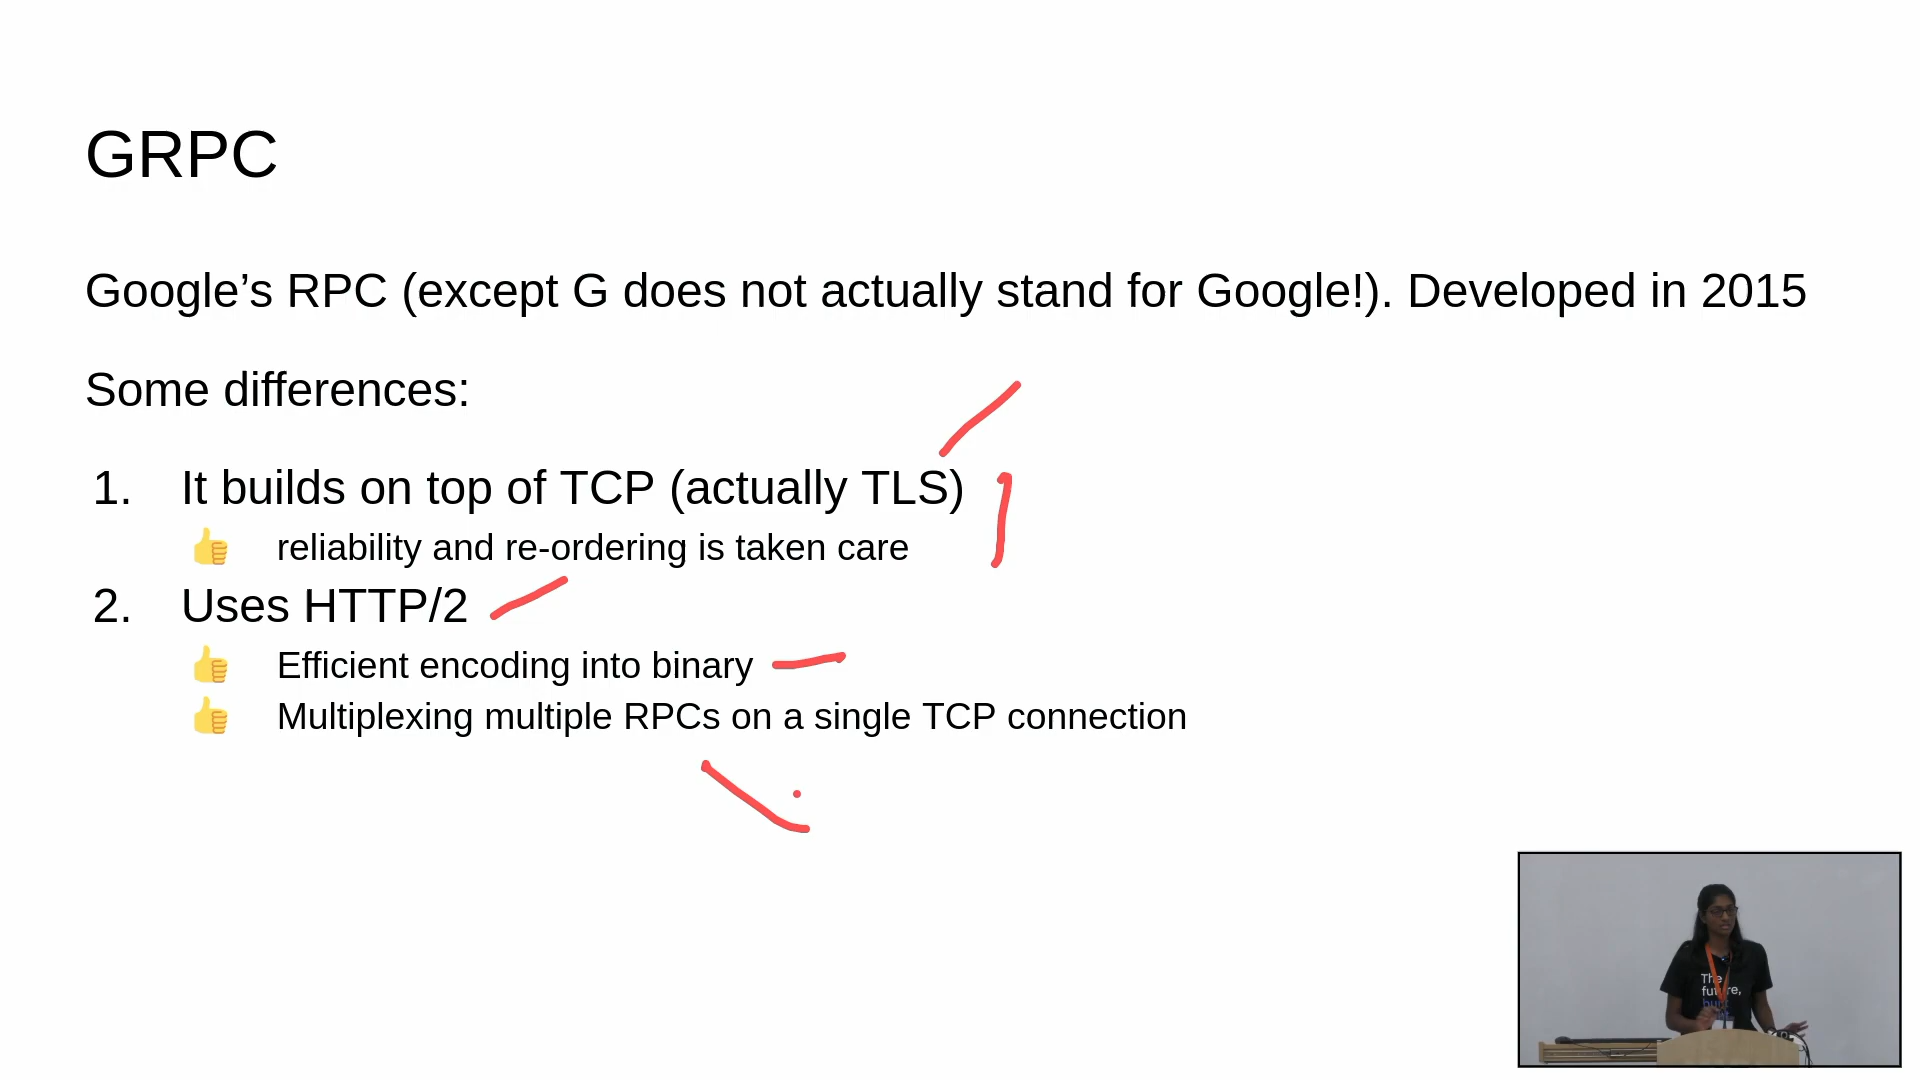 GRPC
Google’s RPC (except G does not actually stand for Google!). Developed in 2015
Some differences:
1. It builds on top of TCP (actually TLS)
👍 reliability and re-ordering is taken care
2. Uses HTTP/2
👍 Efficient encoding into binary
👍 Multiplexing multiple RPCs on a single TCP connection
The
future,